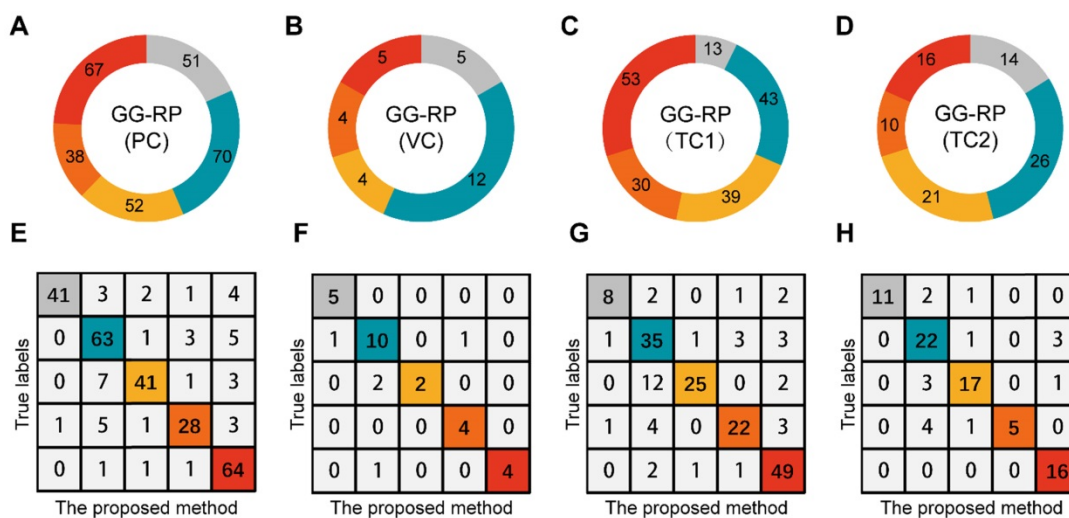 A
B
C
D
67
51
GG-RP
(PC)
38
70
52
5
5
GG-RP
(VC)
4
4
12
13
53
43
GG-RP
(TC1)
30
39
16
14
GG-RP
(TC2)
10
26
21
E
F
G
H
True labels
41 3 2 1 4
0 63 1 3 5
0 7 41 1 3
1 5 1 28 3
0 1 1 1 64
The proposed method
True labels
5 0 0 0 0
1 10 0 1 0
0 2 2 0 0
0 0 0 4 0
0 1 0 0 4
The proposed method
True labels
8 2 0 1 2
1 35 1 3 3
0 12 25 0 2
1 4 0 22 3
0 2 1 1 49
The proposed method
True labels
11 2 1 0 0
0 22 1 0 3
0 3 17 0 1
0 4 1 5 0
0 0 0 0 16
The proposed method